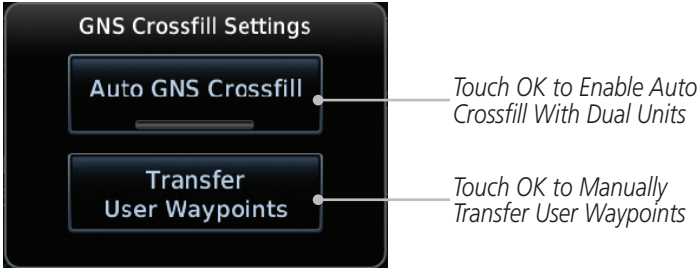 GNS Crossfill Settings
Auto GNS Crossfill
Touch OK to Enable Auto
Crossfill With Dual Units
Transfer
User Waypoints
Touch OK to Manually
Transfer User Waypoints